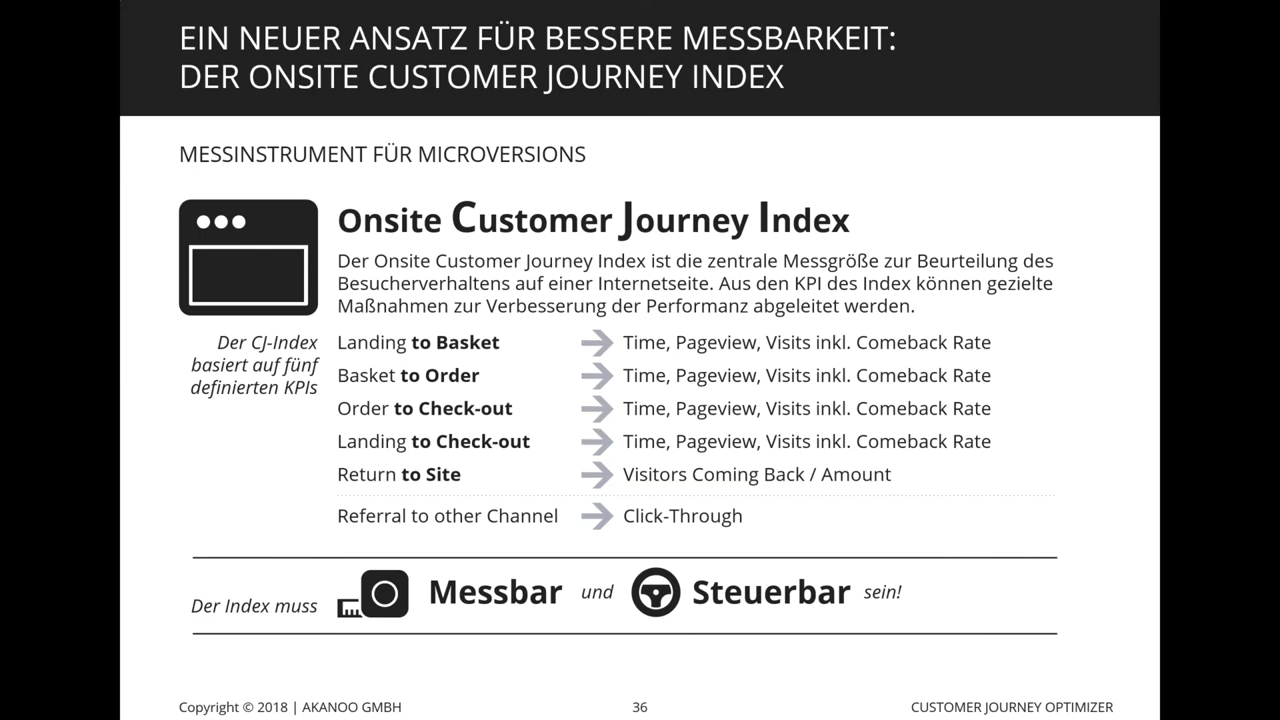 EIN NEUER ANSATZ FÜR BESSERE MESSBARKEIT:
DER ONSITE CUSTOMER JOURNEY INDEX
MESSINSTRUMENT FÜR MICROVERSIONS
Onsite Customer Journey Index
Der Onsite Customer Journey Index ist die zentrale Messgröße zur Beurteilung des
Besucherverhaltens auf einer Internetseite. Aus den KPI des Index können gezielte
Maßnahmen zur Verbesserung der Performanz abgeleitet werden.
Der CJ-Index
basiert auf fünf
definierten KPIs
Landing to Basket Time, Pageview, Visits inkl. Comeback Rate
Basket to Order Time, Pageview, Visits inkl. Comeback Rate
Order to Check-out Time, Pageview, Visits inkl. Comeback Rate
Landing to Check-out Time, Pageview, Visits inkl. Comeback Rate
Return to Site Visitors Coming Back / Amount
Referral to other Channel Click-Through
Der Index muss Messbar und Steuerbar sein!
Copyright © 2018 | AKANOO GMBH 36 CUSTOMER JOURNEY OPTIMIZER